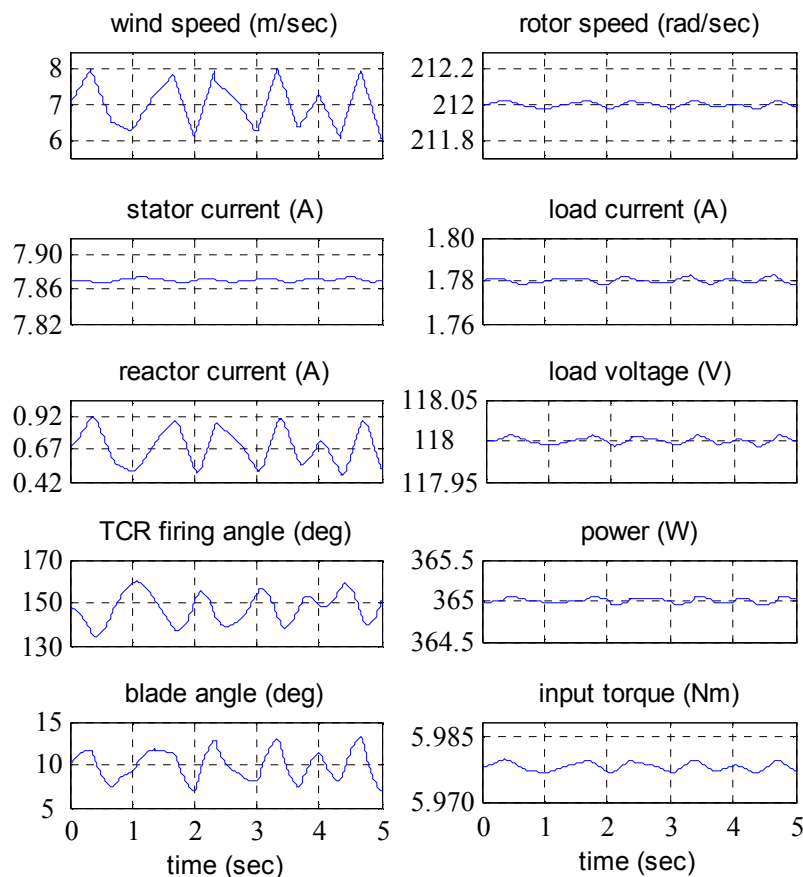 wind speed (m/sec)
8
7
6
rotor speed (rad/sec)
212.2
212
211.8
stator current (A)
7.90
7.86
7.82
load current (A)
1.80
1.78
1.76
reactor current (A)
0.92
0.67
0.42
load voltage (V)
118.05
118
117.95
TCR firing angle (deg)
170
150
130
power (W)
365.5
365
364.5
blade angle (deg)
15
10
5
0 1 2 3 4 5
time (sec)
input torque (Nm)
5.985
5.970
0 1 2 3 4 5
time (sec)